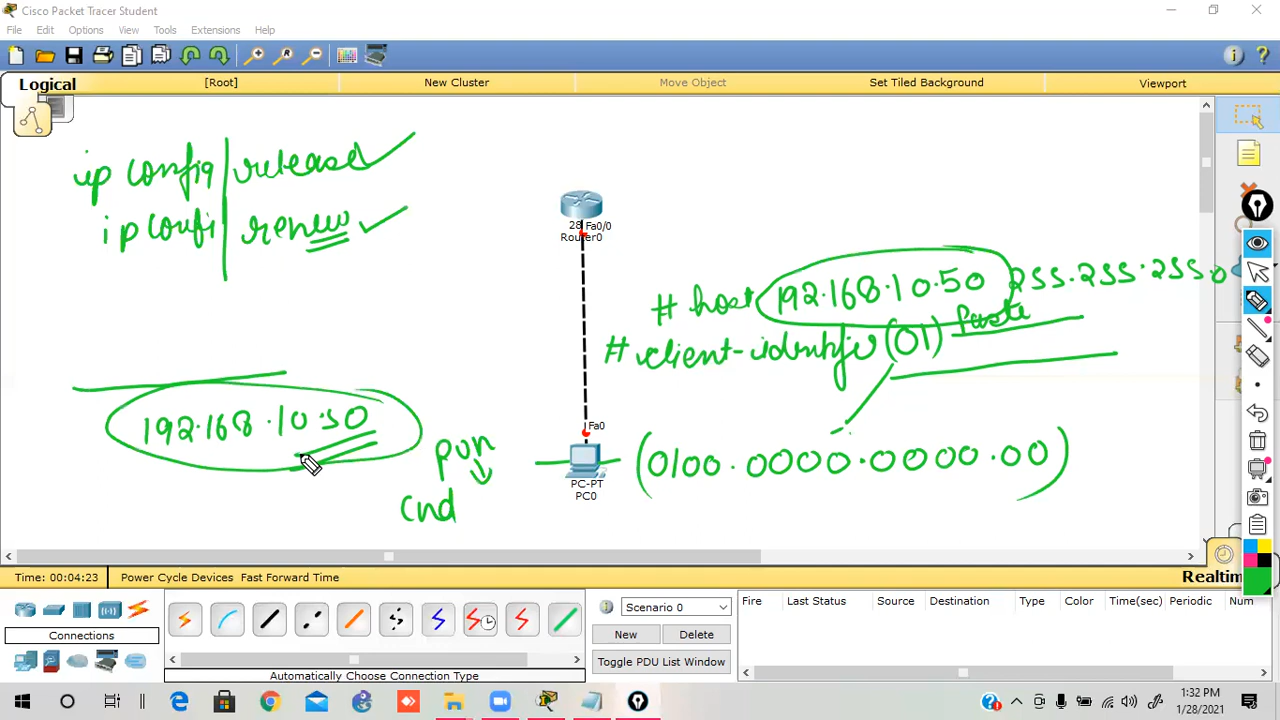 Cisco Packet Tracer Student
File Edit Options View Tools Extensions Help
Logical [Root] New Cluster Move Object Set Tiled Background Viewport
ip config | release
ip confi | renew
28 Fa0/0
Router0
# host 192.168.10.50 255.255.255.0
# client-identifier (01) Paste
192.168.10.50
Fa0
(0100.0000.0000.00)
PC-PT
PC0
cmd
Time: 00:04:23 Power Cycle Devices Fast Forward Time Realtim
Scenario 0
Fire Last Status Source Destination Type Color Time(sec) Periodic Num
Connections
New Delete
Toggle PDU List Window
Automatically Choose Connection Type
1:32 PM
1/28/2021